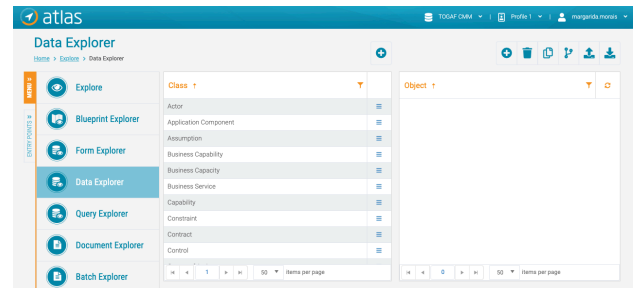 atlas
TOGAF CMM | Profile 1 | margarida.morais
Data Explorer
Home > Explore > Data Explorer
MENU
ENTRY POINTS
Explore
Blueprint Explorer
Form Explorer
Data Explorer
Query Explorer
Document Explorer
Batch Explorer
Class ↑
Actor
Application Component
Assumption
Business Capability
Business Capacity
Business Service
Capability
Constraint
Contract
Control
1 50 items per page
Object ↑
0 50 items per page